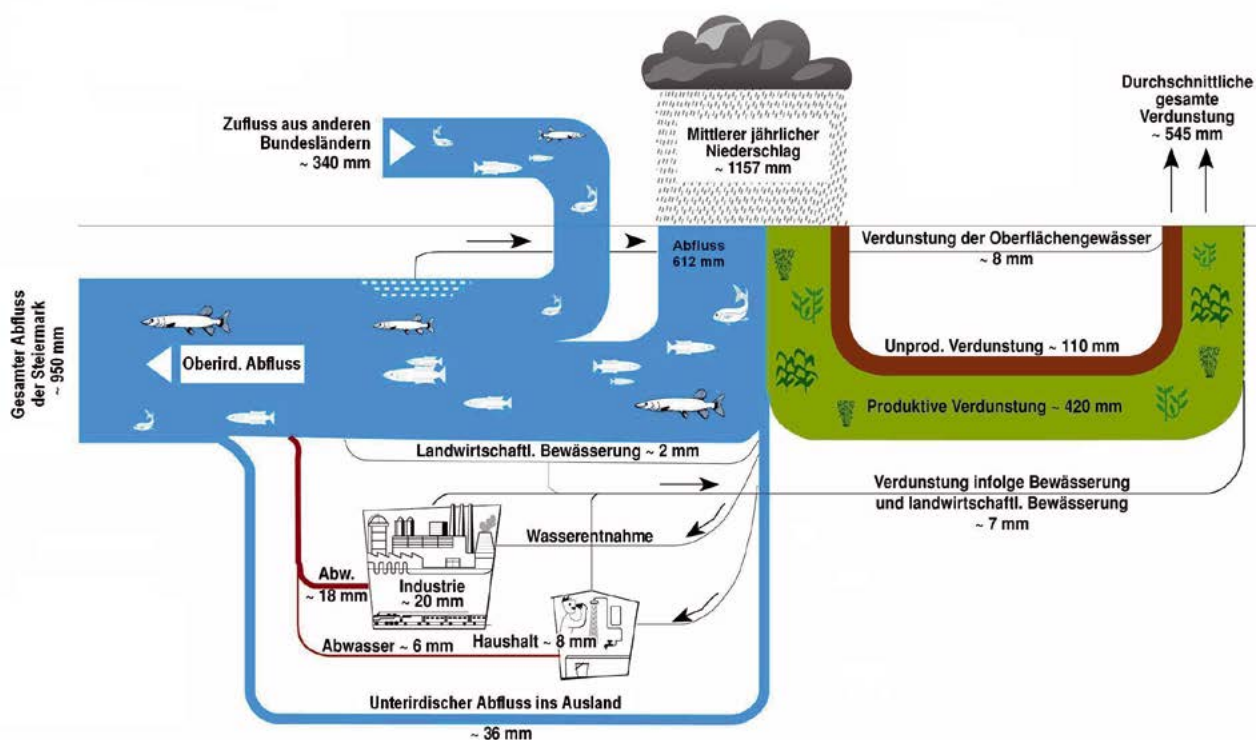 Zufluss aus anderen
Bundesländern
~ 340 mm
Mittlerer jährlicher
Niederschlag
~ 1157 mm
Durchschnittliche
gesamte
Verdunstung
~ 545 mm
Abfluss
612 mm
Verdunstung der Oberflächengewässer
~ 8 mm
Gesamter Abfluss
der Steiermark
~ 950 mm
Oberird. Abfluss
Unprod. Verdunstung ~ 110 mm
Produktive Verdunstung ~ 420 mm
Landwirtschaftl. Bewässerung ~ 2 mm
Verdunstung infolge Bewässerung
und landwirtschaftl. Bewässerung
~ 7 mm
Wasserentnahme
Abw.
~ 18 mm
Industrie
~ 20 mm
Abwasser ~ 6 mm
Haushalt ~ 8 mm
Unterirdischer Abfluss ins Ausland
~ 36 mm